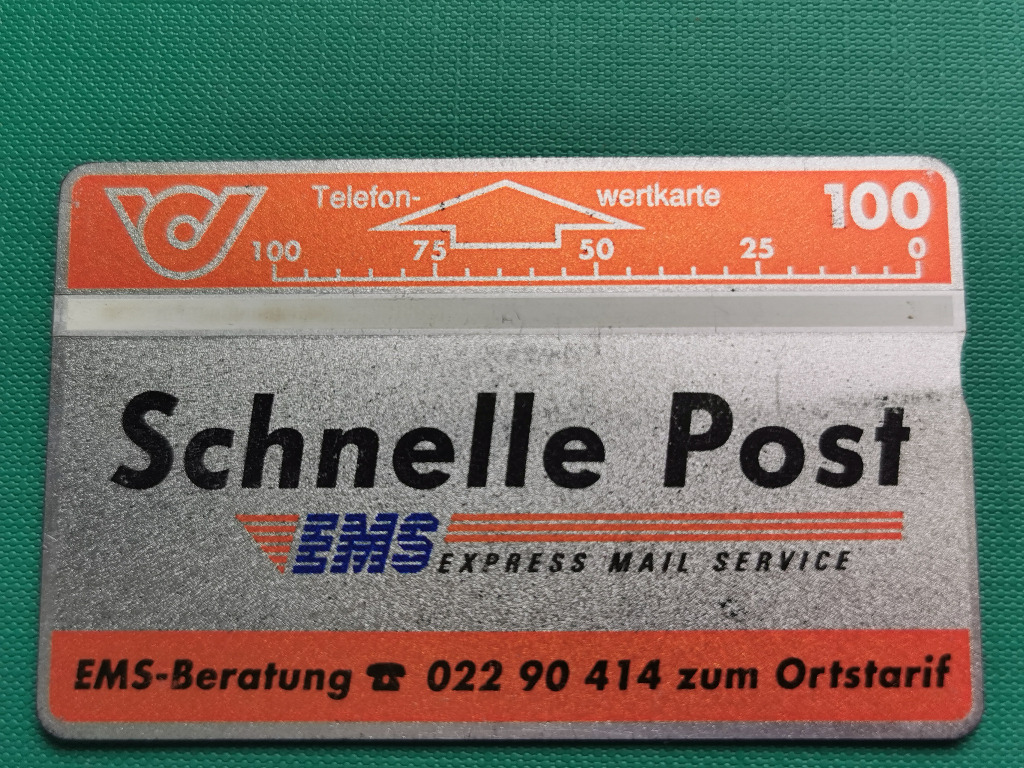 Telefon- wertkarte 100
100 75 50 25 0
Schnelle Post
EMS EXPRESS MAIL SERVICE
EMS-Beratung ☎ 022 90 414 zum Ortstarif